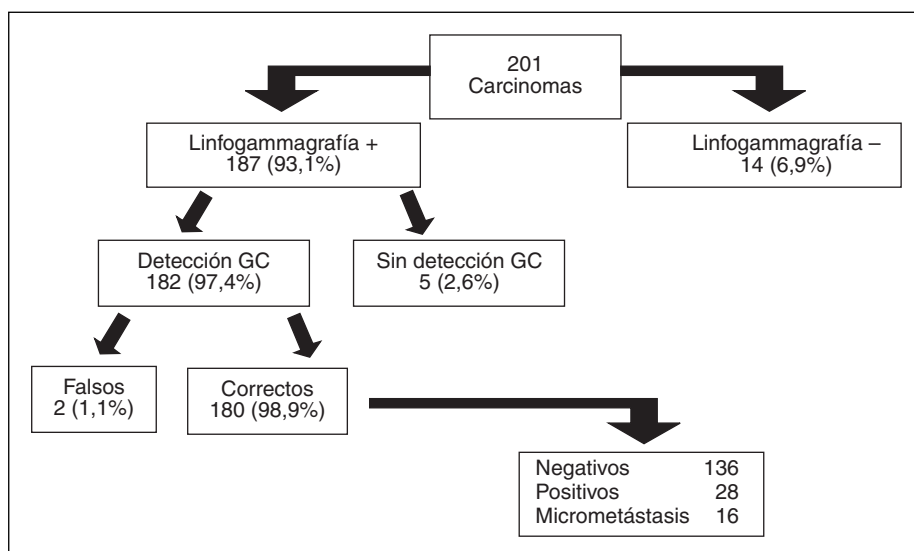 201
Carcinomas
Linfogammagrafía +
187 (93,1%)
Linfogammagrafía –
14 (6,9%)
Detección GC
182 (97,4%)
Sin detección GC
5 (2,6%)
Falsos
2 (1,1%)
Correctos
180 (98,9%)
Negativos 136
Positivos 28
Micrometástasis 16